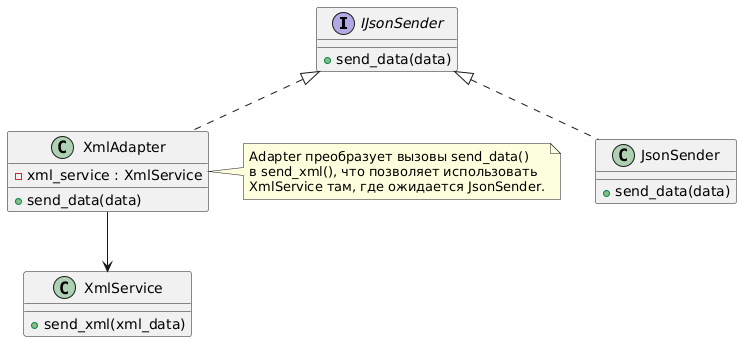 IJsonSender
send_data(data)
XmlAdapter
xml_service : XmlService
send_data(data)
Adapter преобразует вызовы send_data()
в send_xml(), что позволяет использовать
XmlService там, где ожидается JsonSender.
JsonSender
send_data(data)
XmlService
send_xml(xml_data)